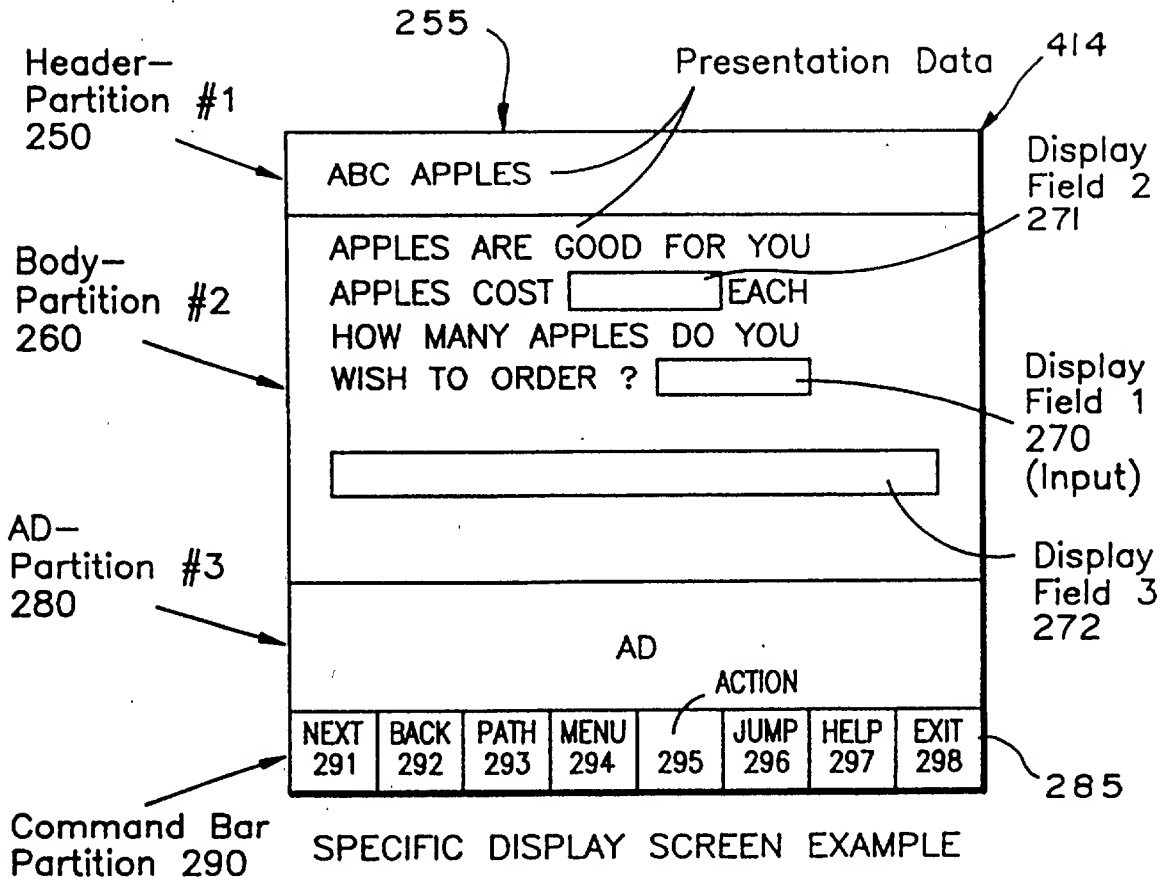 255
Presentation Data
414
Header–
Partition #1
250
ABC APPLES
Display
Field 2
271
APPLES ARE GOOD FOR YOU
APPLES COST EACH
HOW MANY APPLES DO YOU
WISH TO ORDER ?
Body–
Partition #2
260
Display
Field 1
270
(Input)
AD–
Partition #3
280
Display
Field 3
272
AD
ACTION
NEXT BACK PATH MENU JUMP HELP EXIT
291 292 293 294 295 296 297 298
285
Command Bar
Partition 290
SPECIFIC DISPLAY SCREEN EXAMPLE